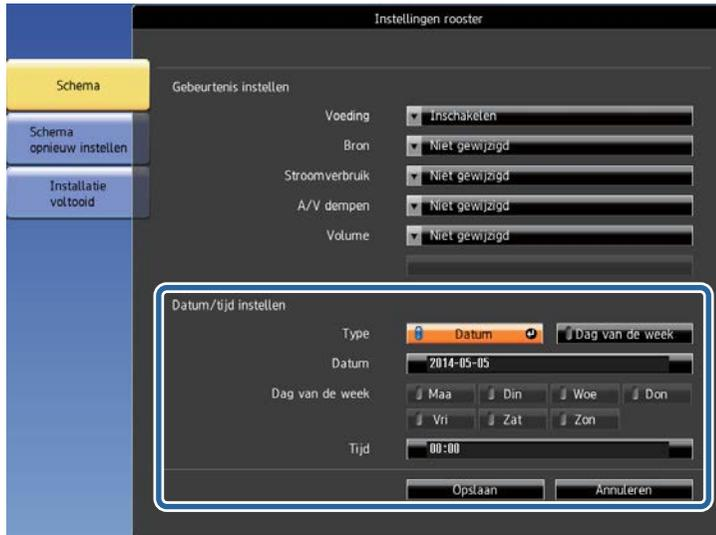 Instellingen rooster
Schema
Schema
opnieuw instellen
Installatie
voltooid
Gebeurtenis instellen
Voeding Inschakelen
Bron Niet gewijzigd
Stroomverbruik Niet gewijzigd
A/V dempen Niet gewijzigd
Volume Niet gewijzigd
Datum/tijd instellen
Type Datum Dag van de week
Datum 2014-05-05
Dag van de week Maa Din Woe Don
Vri Zat Zon
Tijd 00:00
Opslaan Annuleren